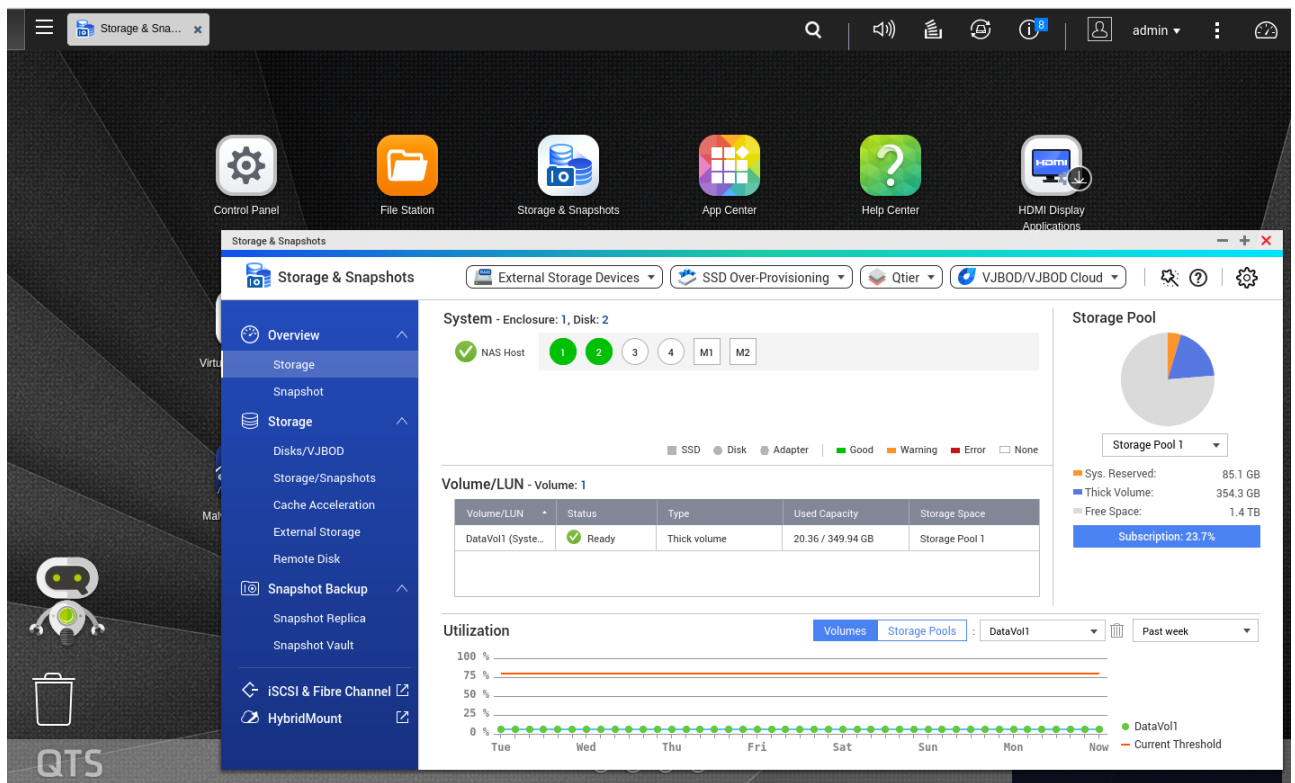 Storage & Sna... ×
8
admin
Control Panel
File Station
Storage & Snapshots
App Center
Help Center
HDMI
HDMI Display
Applications
Virtu
Mal
QTS
Storage & Snapshots
Storage & Snapshots
External Storage Devices
SSD Over-Provisioning
Qtier
VJBOD/VJBOD Cloud
Overview
Storage
Snapshot
Storage
Disks/VJBOD
Storage/Snapshots
Cache Acceleration
External Storage
Remote Disk
Snapshot Backup
Snapshot Replica
Snapshot Vault
iSCSI & Fibre Channel
HybridMount
System - Enclosure: 1, Disk: 2
NAS Host 1 2 3 4 M1 M2
SSD Disk Adapter Good Warning Error None
Volume/LUN - Volume: 1
Volume/LUN Status Type Used Capacity Storage Space
DataVol1 (Syste... Ready Thick volume 20.36 / 349.94 GB Storage Pool 1
Storage Pool
Storage Pool 1
Sys. Reserved: 85.1 GB
Thick Volume: 354.3 GB
Free Space: 1.4 TB
Subscription: 23.7%
Utilization
Volumes Storage Pools : DataVol1 Past week
100 %
75 %
50 %
25 %
0 %
Tue Wed Thu Fri Sat Sun Mon Now
DataVol1
Current Threshold